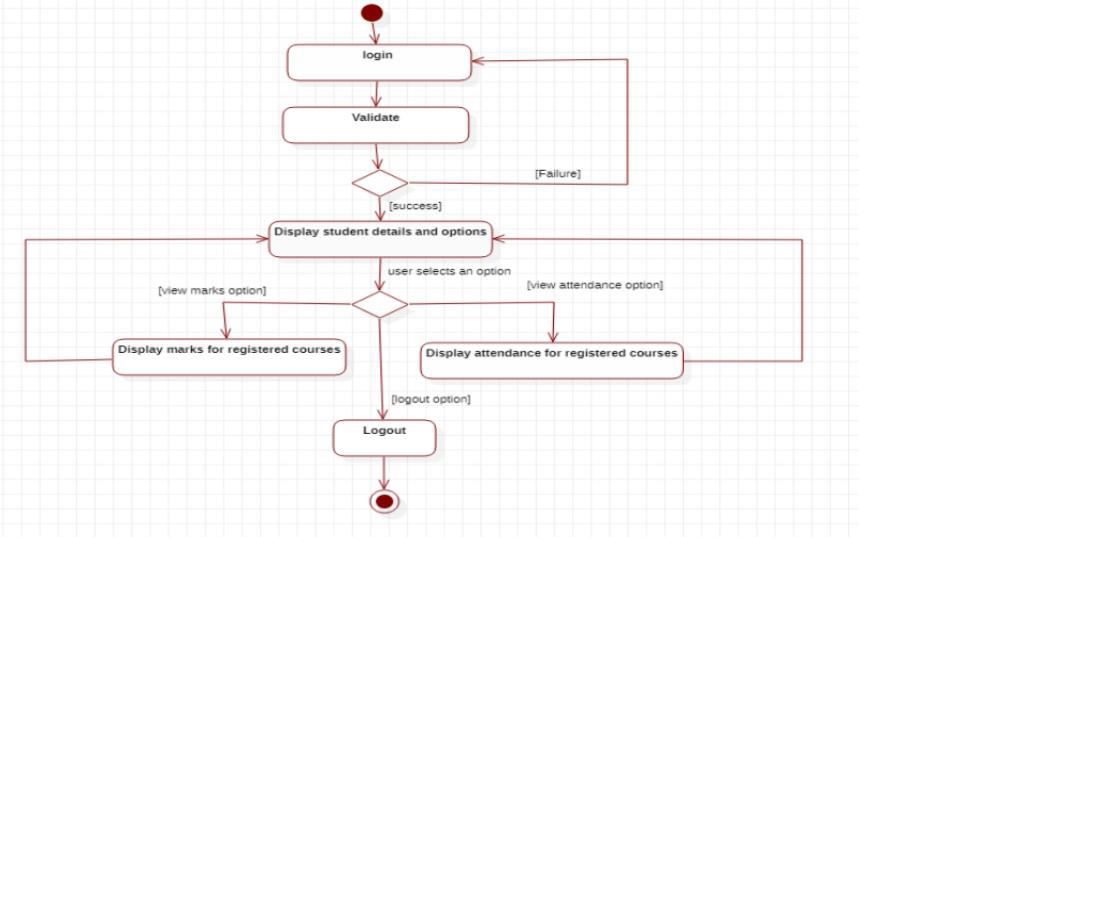 login
Validate
[Failure]
[success]
Display student details and options
user selects an option
[view marks option]
[view attendance option]
Display marks for registered courses
Display attendance for registered courses
[logout option]
Logout